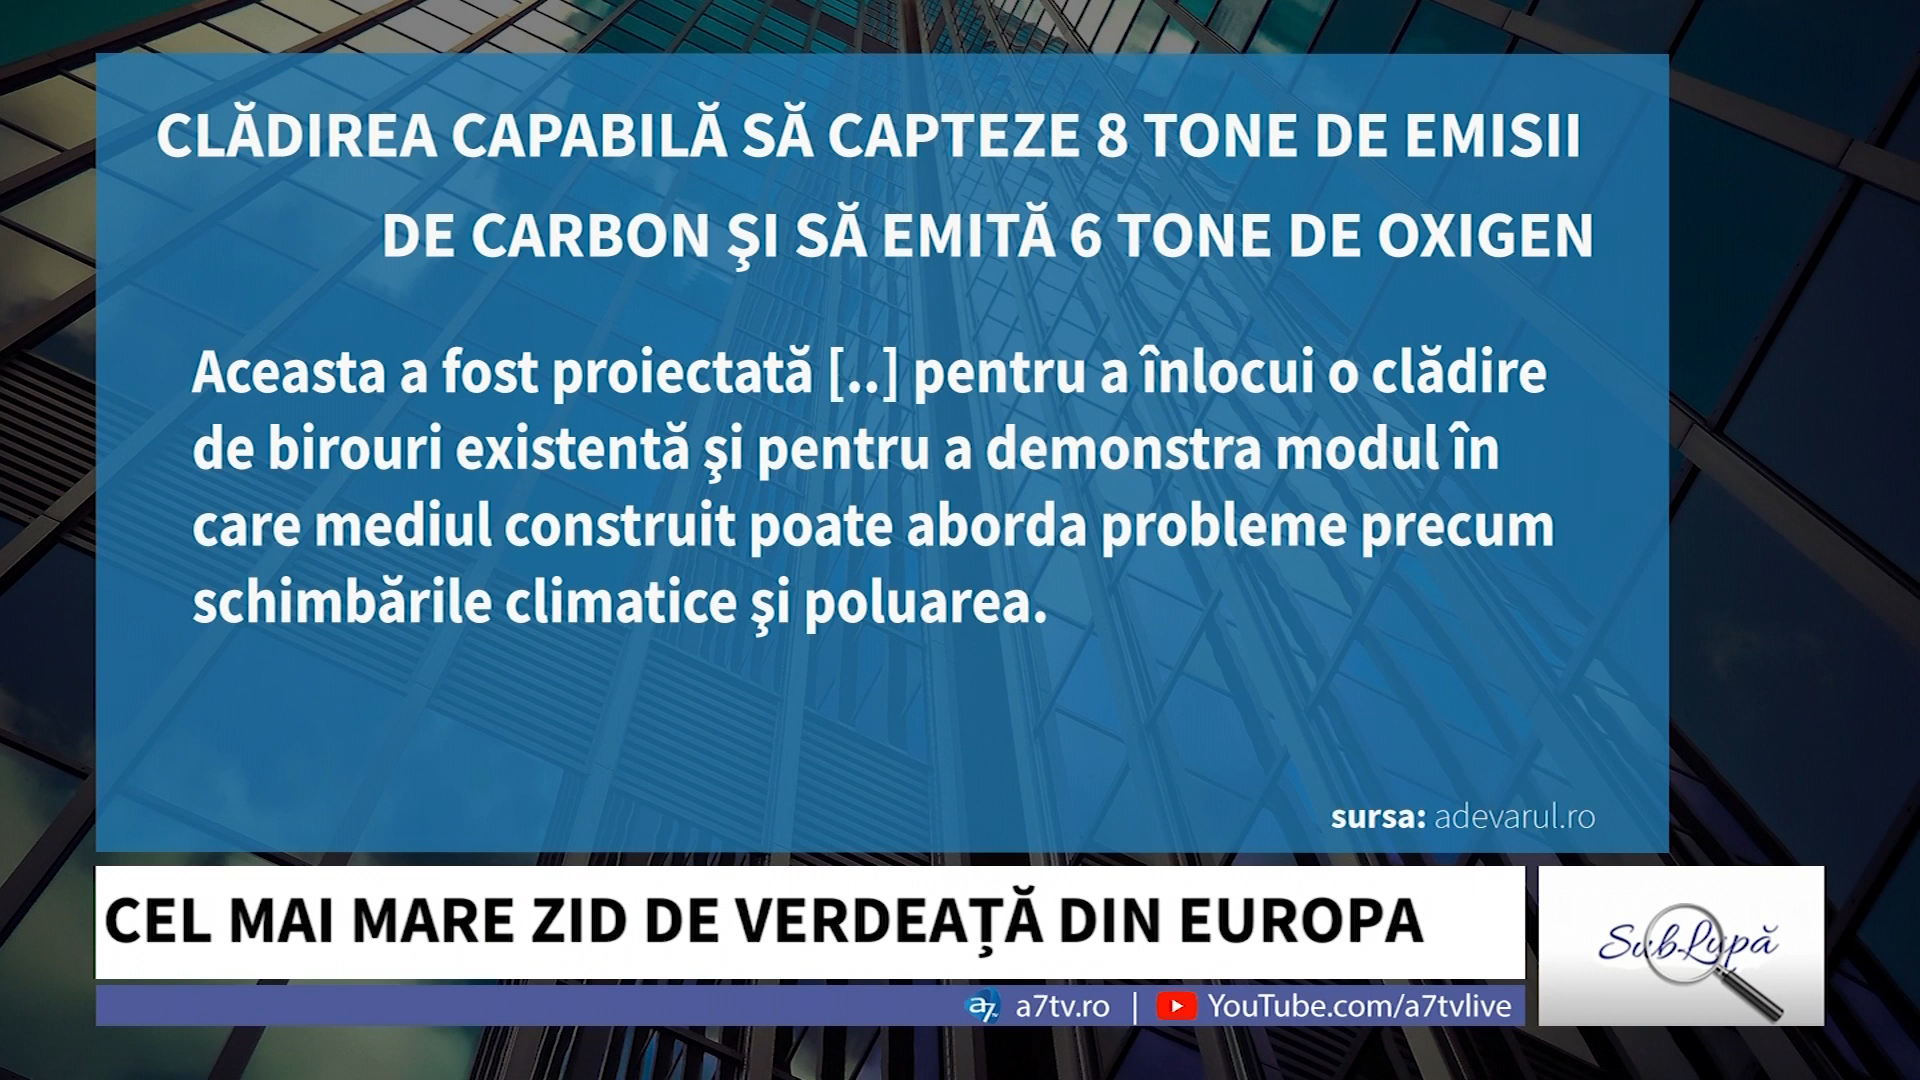 CLĂDIREA CAPABILĂ SĂ CAPTEZE 8 TONE DE EMISII
DE CARBON ŞI SĂ EMITĂ 6 TONE DE OXIGEN
Aceasta a fost proiectată [..] pentru a înlocui o clădire
de birouri existentă şi pentru a demonstra modul în
care mediul construit poate aborda probleme precum
schimbările climatice şi poluarea.
sursa: adevarul.ro
CEL MAI MARE ZID DE VERDEAŢĂ DIN EUROPA
Sub Lupă
a7 a7tv.ro | YouTube.com/a7tvlive